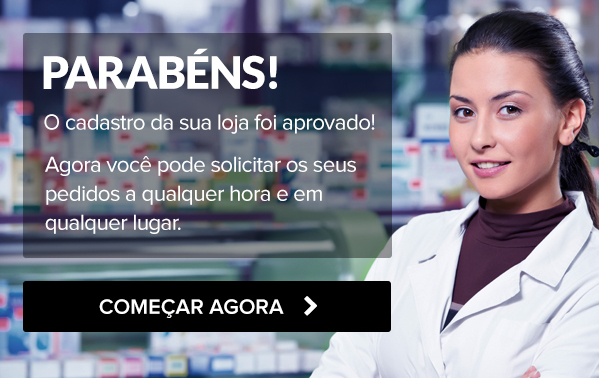 PARABÉNS!
O cadastro da sua loja foi aprovado!
Agora você pode solicitar os seus
pedidos a qualquer hora e em
qualquer lugar.
COMEÇAR AGORA